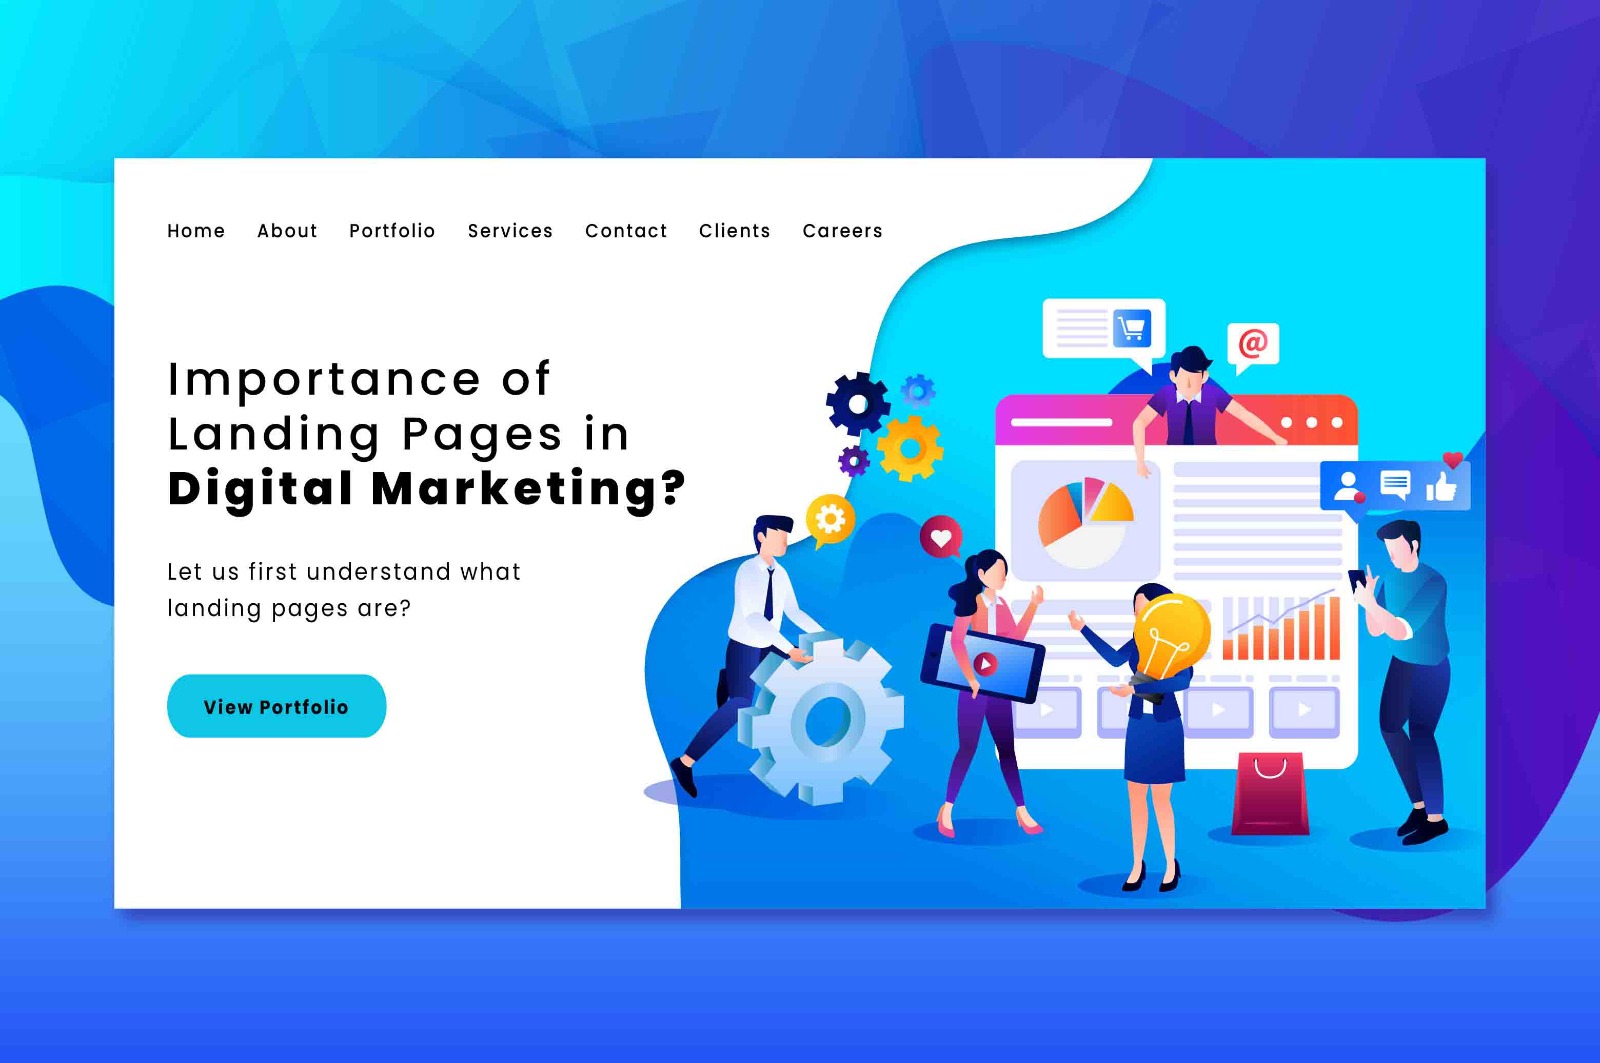 Home About Portfolio Services Contact Clients Careers
Importance of
Landing Pages in
Digital Marketing?
Let us first understand what
landing pages are?
View Portfolio
@